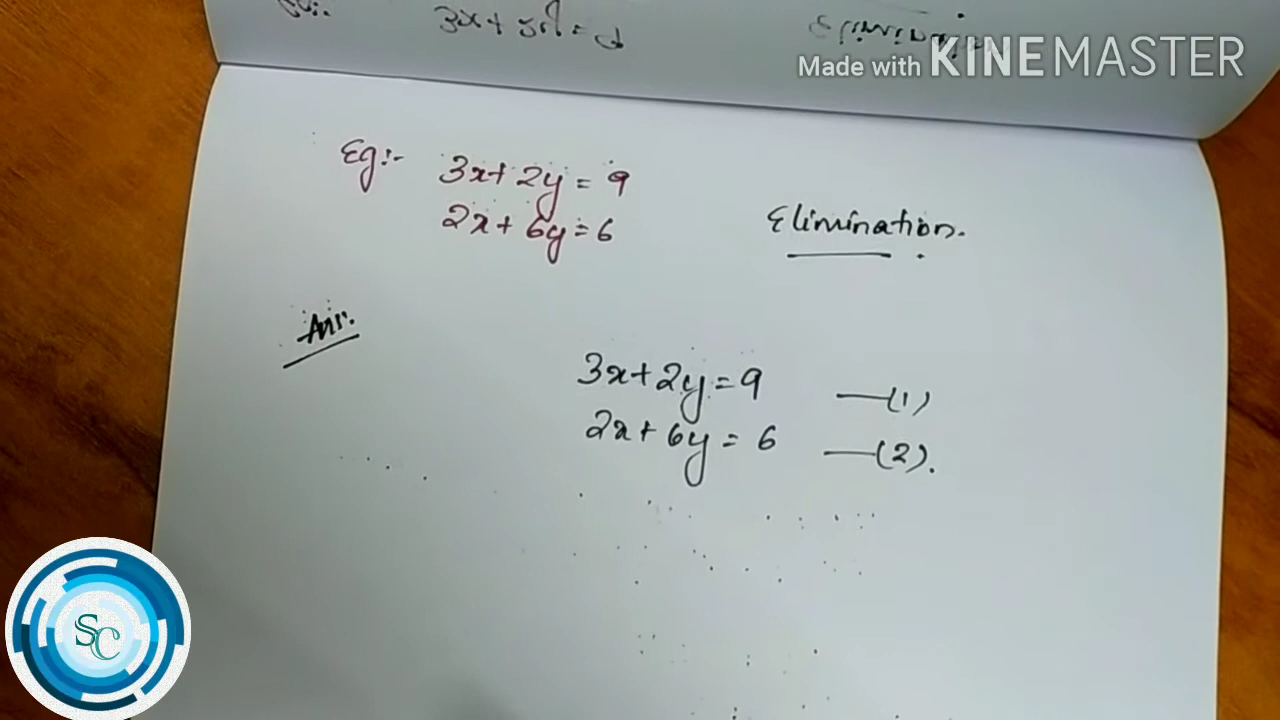 Made with KINEMASTER
Eg:- 3x + 2y = 9
2x + 6y = 6
Elimination.
Ans.
3x + 2y = 9 —(1)
2x + 6y = 6 —(2).
SC